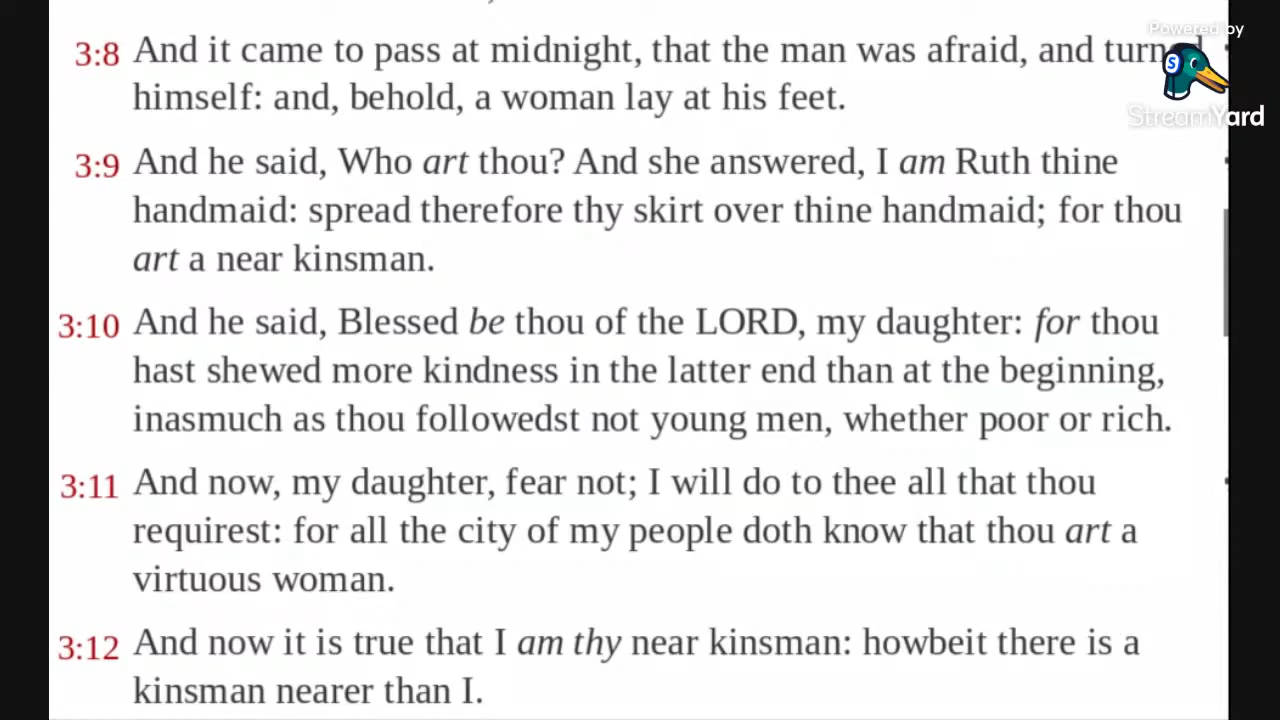 Powered by
3:8 And it came to pass at midnight, that the man was afraid, and turned
himself: and, behold, a woman lay at his feet.
StreamYard
3:9 And he said, Who art thou? And she answered, I am Ruth thine
handmaid: spread therefore thy skirt over thine handmaid; for thou
art a near kinsman.
3:10 And he said, Blessed be thou of the LORD, my daughter: for thou
hast shewed more kindness in the latter end than at the beginning,
inasmuch as thou followedst not young men, whether poor or rich.
3:11 And now, my daughter, fear not; I will do to thee all that thou
requirest: for all the city of my people doth know that thou art a
virtuous woman.
3:12 And now it is true that I am thy near kinsman: howbeit there is a
kinsman nearer than I.